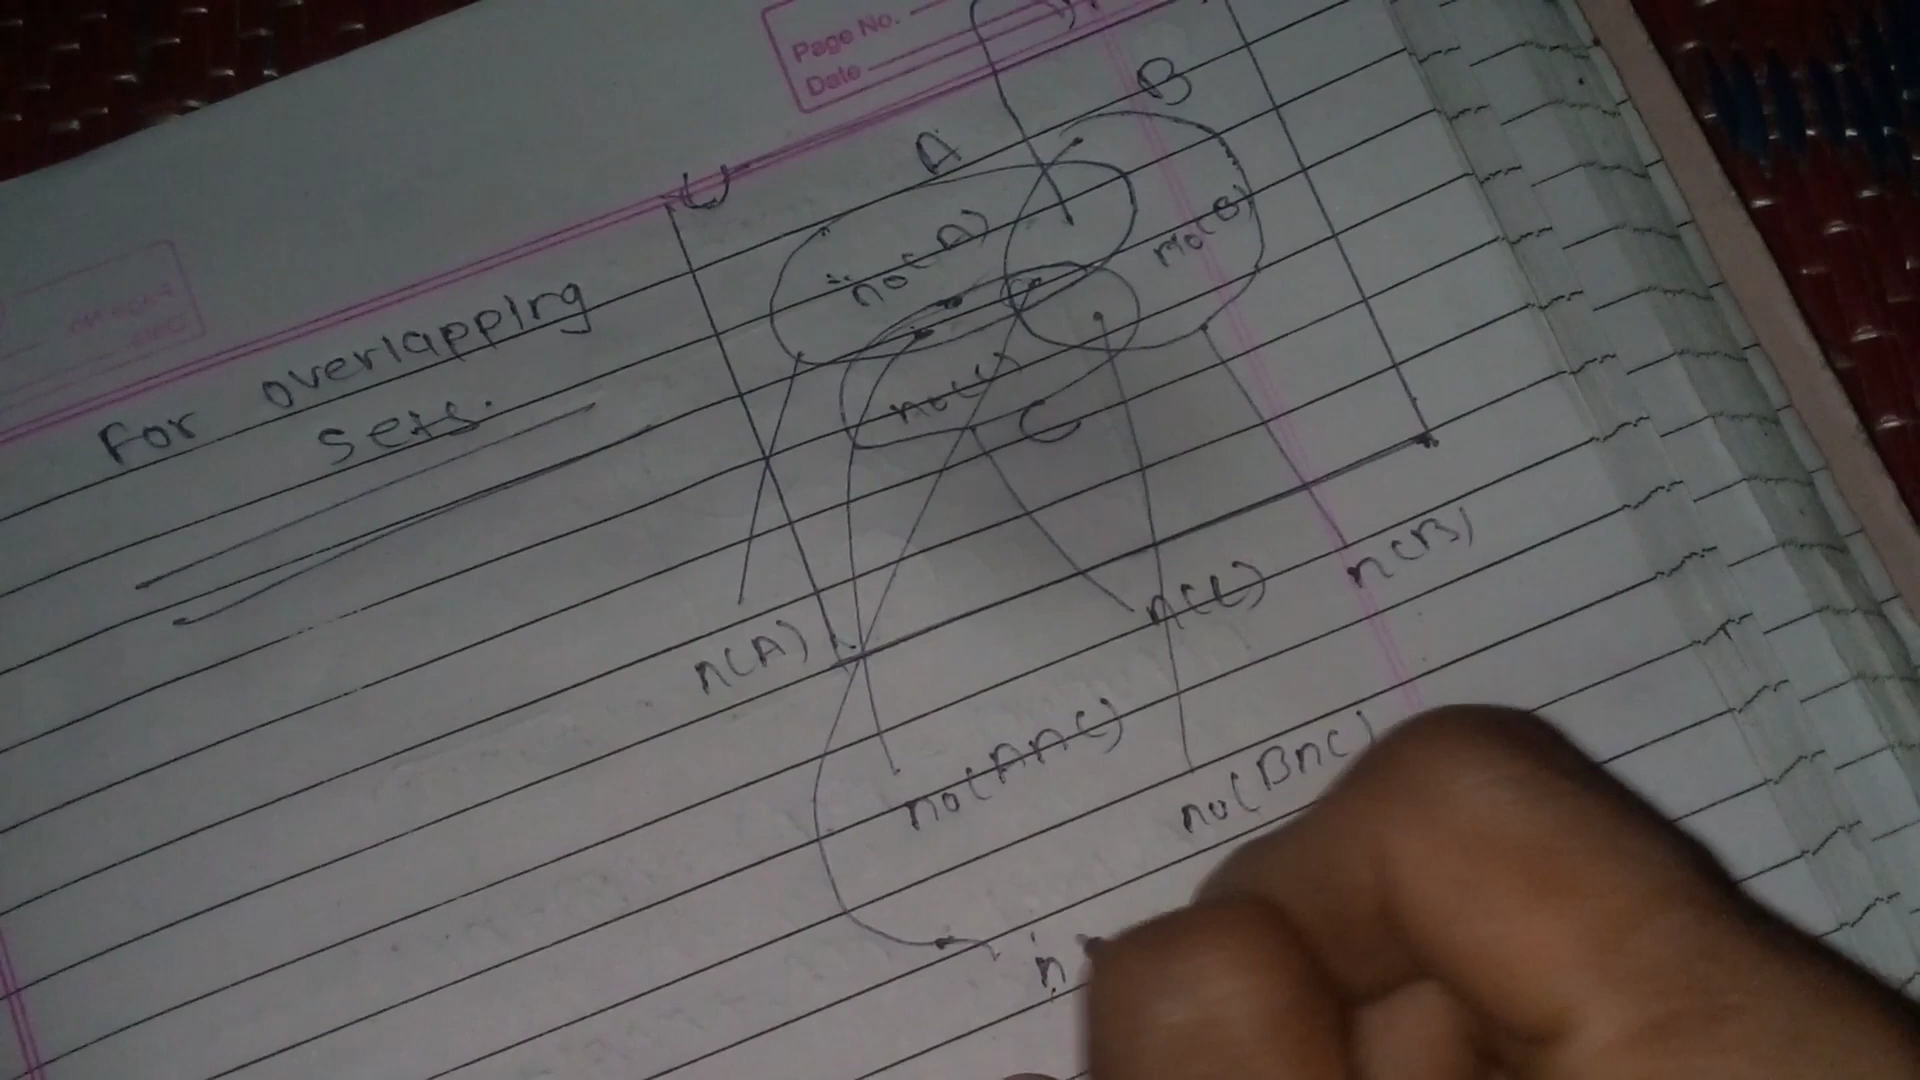 Page No.
Date
U
A
B
no(A)
no(B)
For overlapping
sets.
no(C)
C
n(B)
n(C)
n(A)
no(A∩C)
no(B∩C)
n